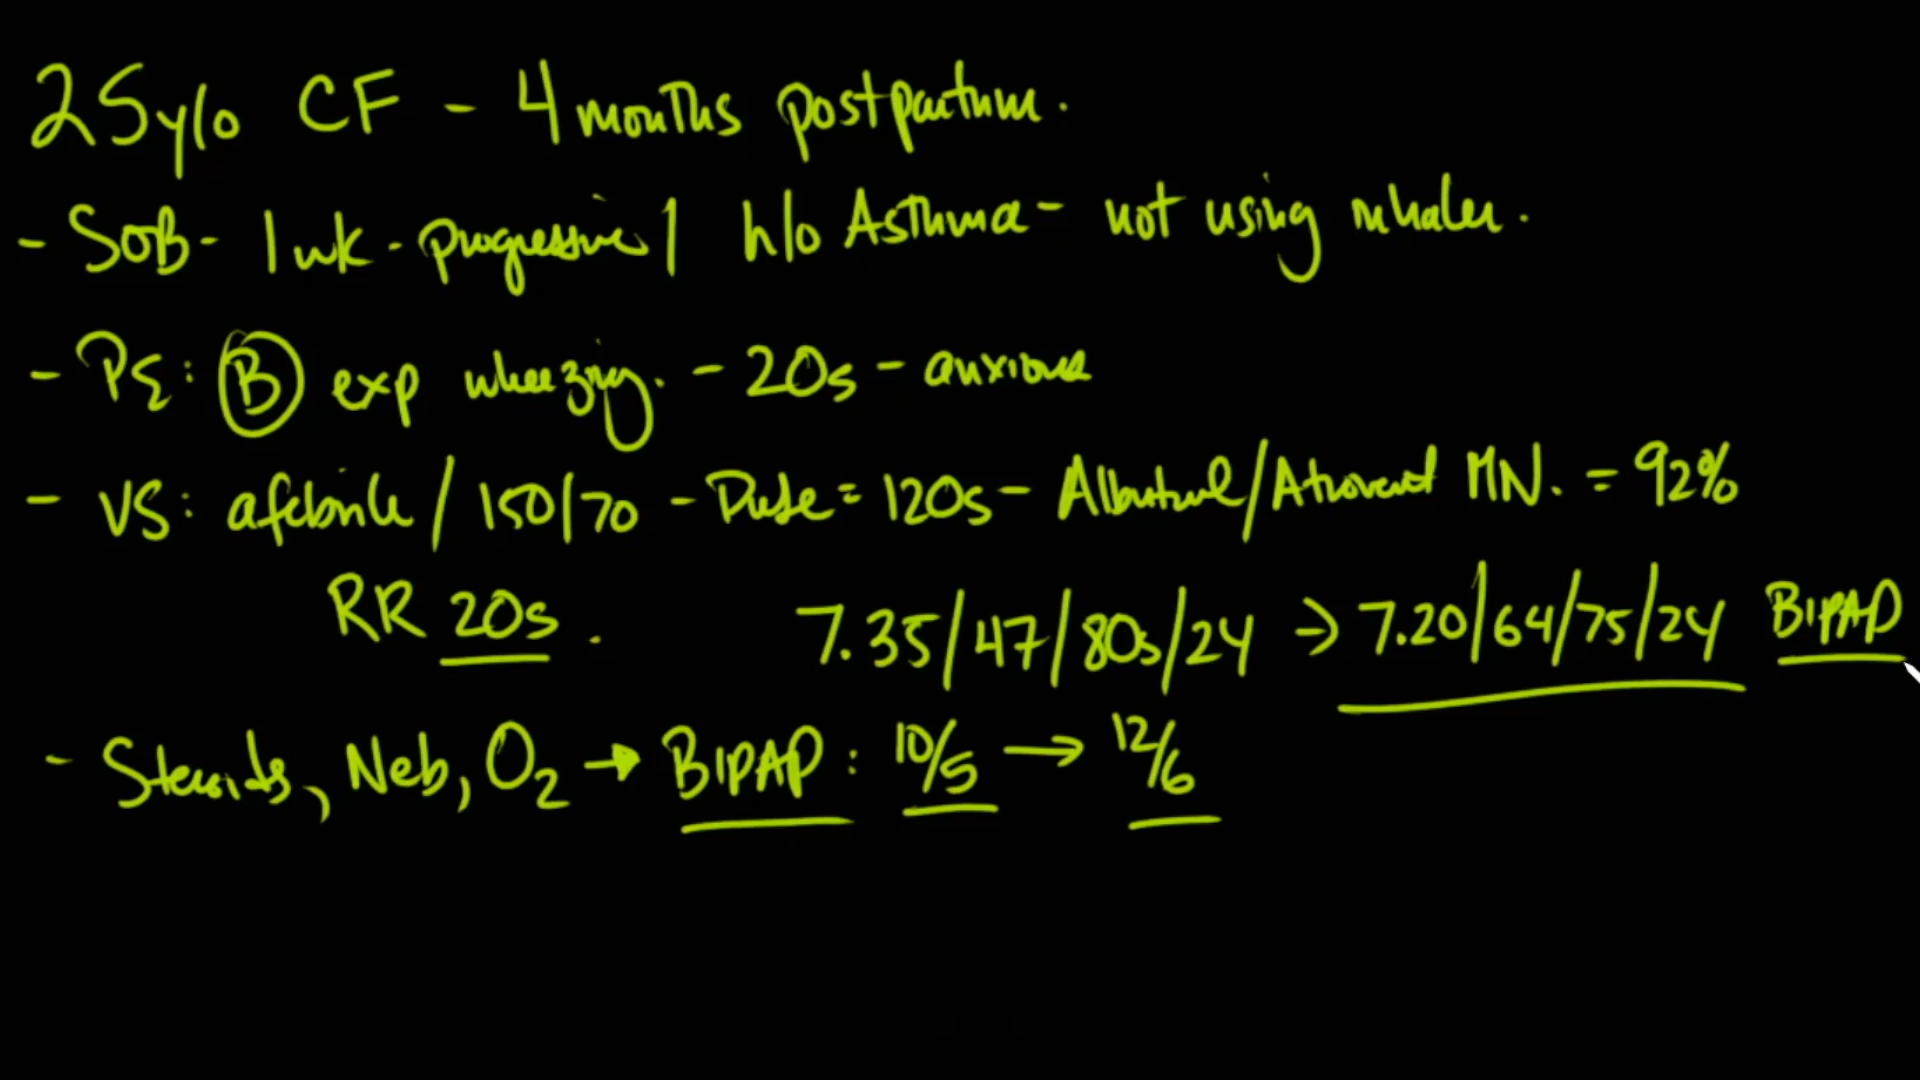 25y/o CF - 4 months postpartum.
- SOB - 1 wk - progressive / h/o Asthma - not using inhaler.
- PE: B exp wheezing. - 20s - anxious
- VS: afebrile / 150/70 - Pulse = 120s - Albuterol/Atrovent MN. = 92%
RR 20s. 7.35/47/80s/24 → 7.20/64/75/24 BIPAP
- Steroids, Neb, O2 → BIPAP: 10/5 → 12/6